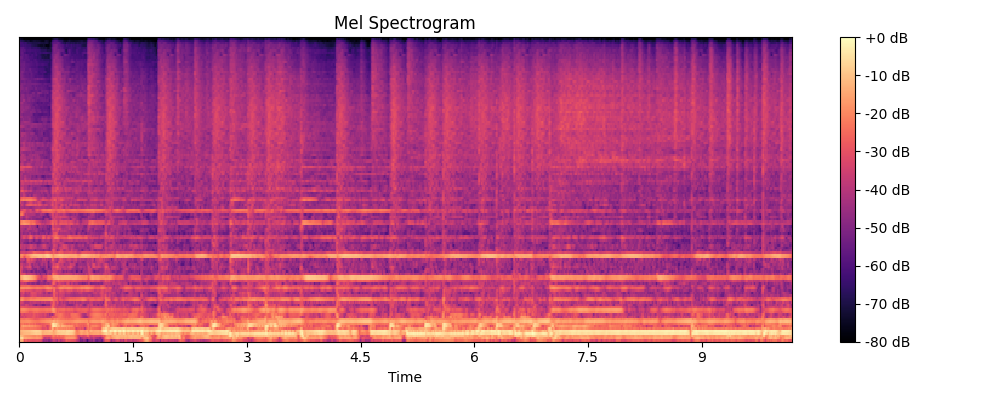 Mel Spectrogram
+0 dB
-10 dB
-20 dB
-30 dB
-40 dB
-50 dB
-60 dB
-70 dB
-80 dB
0 1.5 3 4.5 6 7.5 9
Time